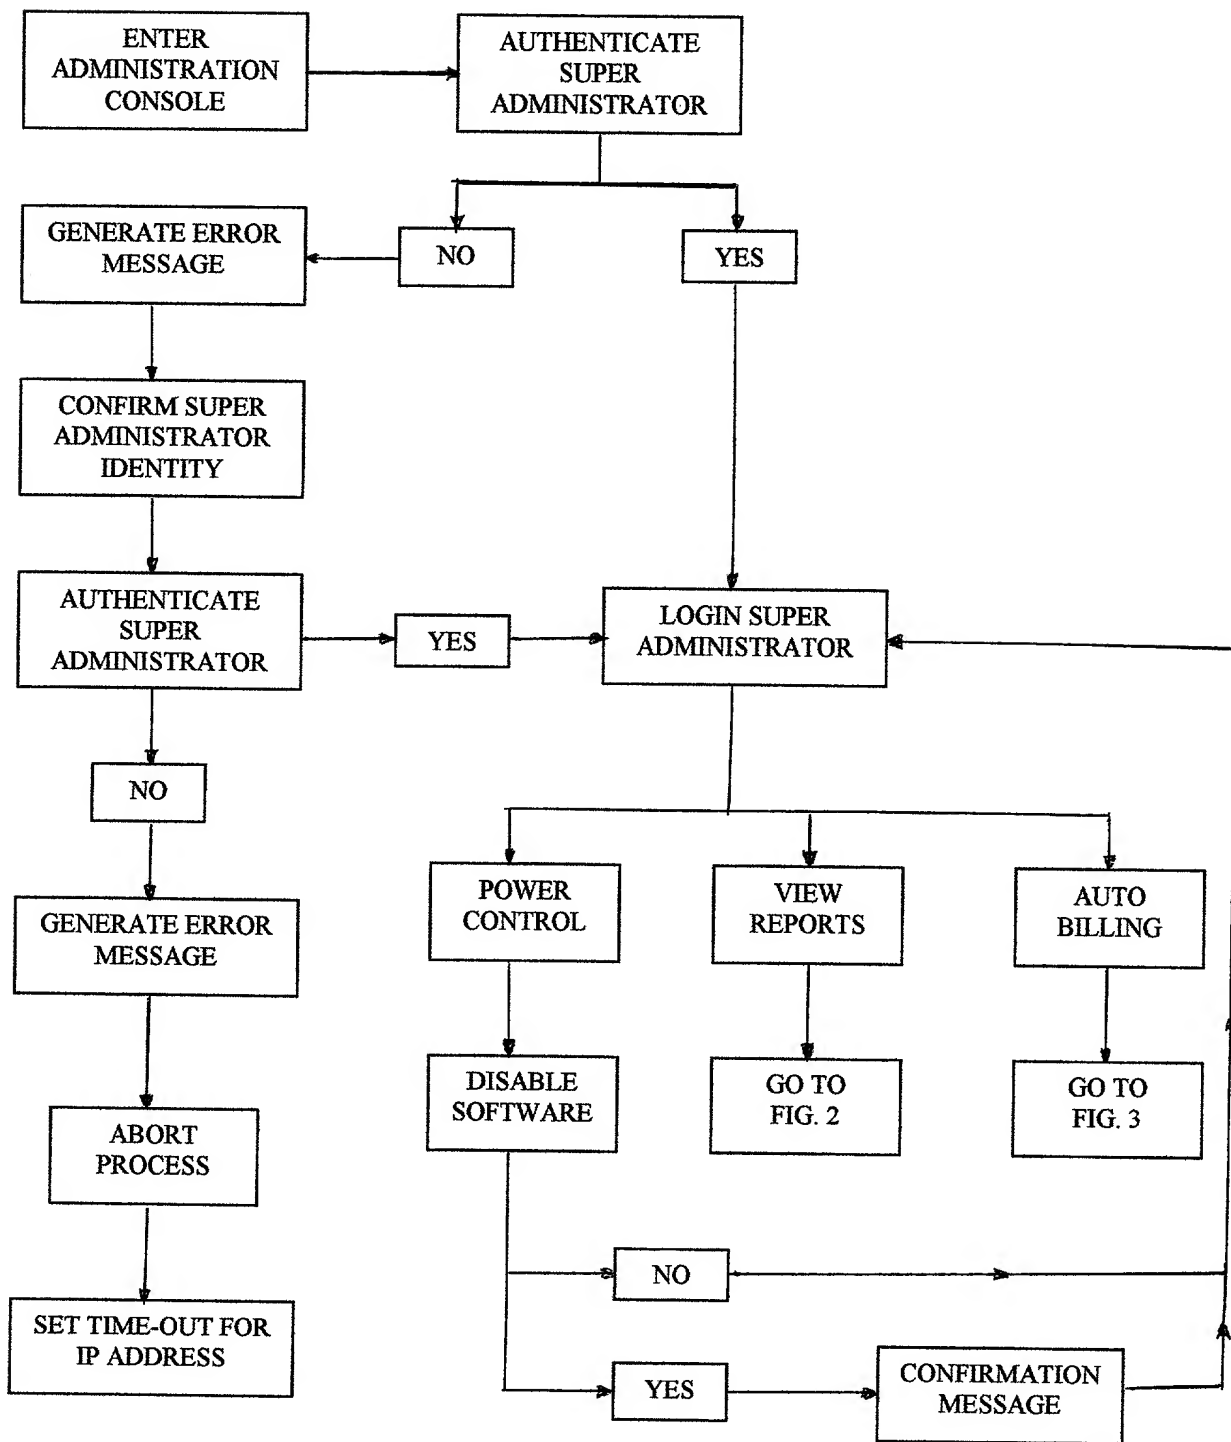 ENTER
ADMINISTRATION
CONSOLE
AUTHENTICATE
SUPER
ADMINISTRATOR
GENERATE ERROR
MESSAGE
NO
YES
CONFIRM SUPER
ADMINISTRATOR
IDENTITY
AUTHENTICATE
SUPER
ADMINISTRATOR
YES
LOGIN SUPER
ADMINISTRATOR
NO
GENERATE ERROR
MESSAGE
POWER
CONTROL
VIEW
REPORTS
AUTO
BILLING
ABORT
PROCESS
DISABLE
SOFTWARE
GO TO
FIG. 2
GO TO
FIG. 3
SET TIME-OUT FOR
IP ADDRESS
NO
YES
CONFIRMATION
MESSAGE